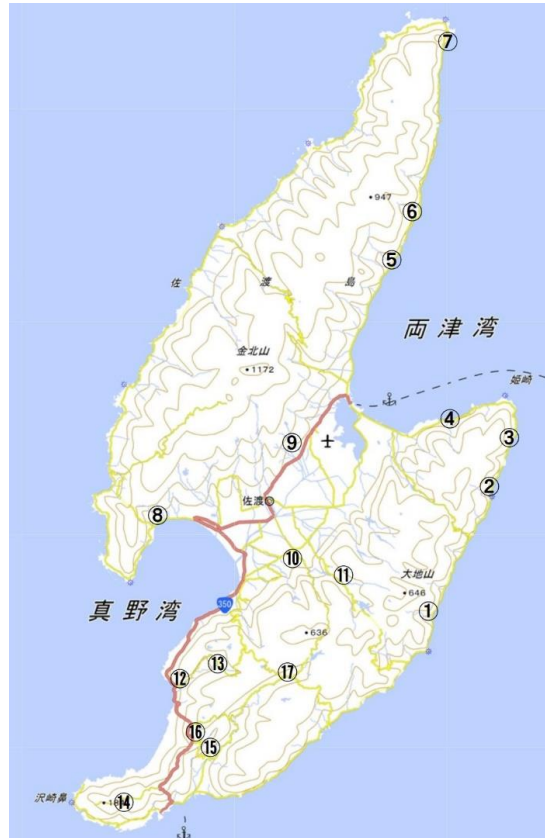 ⑦
947
⑥
⑤
佐 渡 島
両津湾
金北山
1172
姫崎
④
③
⑨
②
佐渡
⑧
⑩
⑪
大地山
646
①
350
真野湾
636
⑬
⑫
⑰
⑯
⑮
沢崎鼻
⑭